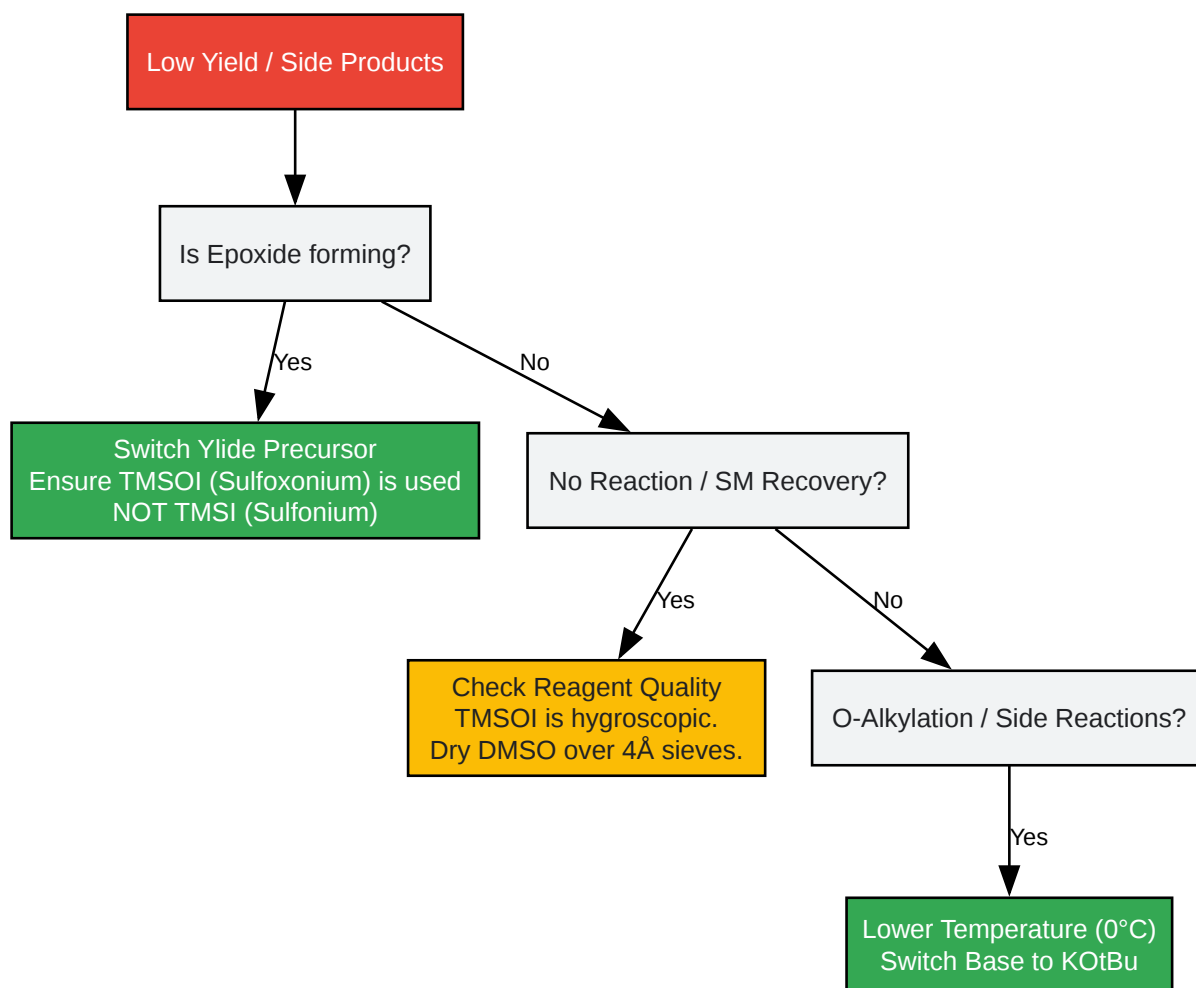 Low Yield / Side Products
Is Epoxide forming?
Yes
No
Switch Ylide Precursor
Ensure TMSOI (Sulfoxonium) is used
NOT TMSI (Sulfonium)
No Reaction / SM Recovery?
Yes
No
Check Reagent Quality
TMSOI is hygroscopic.
Dry DMSO over 4Å sieves.
O-Alkylation / Side Reactions?
Yes
Lower Temperature (0°C)
Switch Base to KOtBu